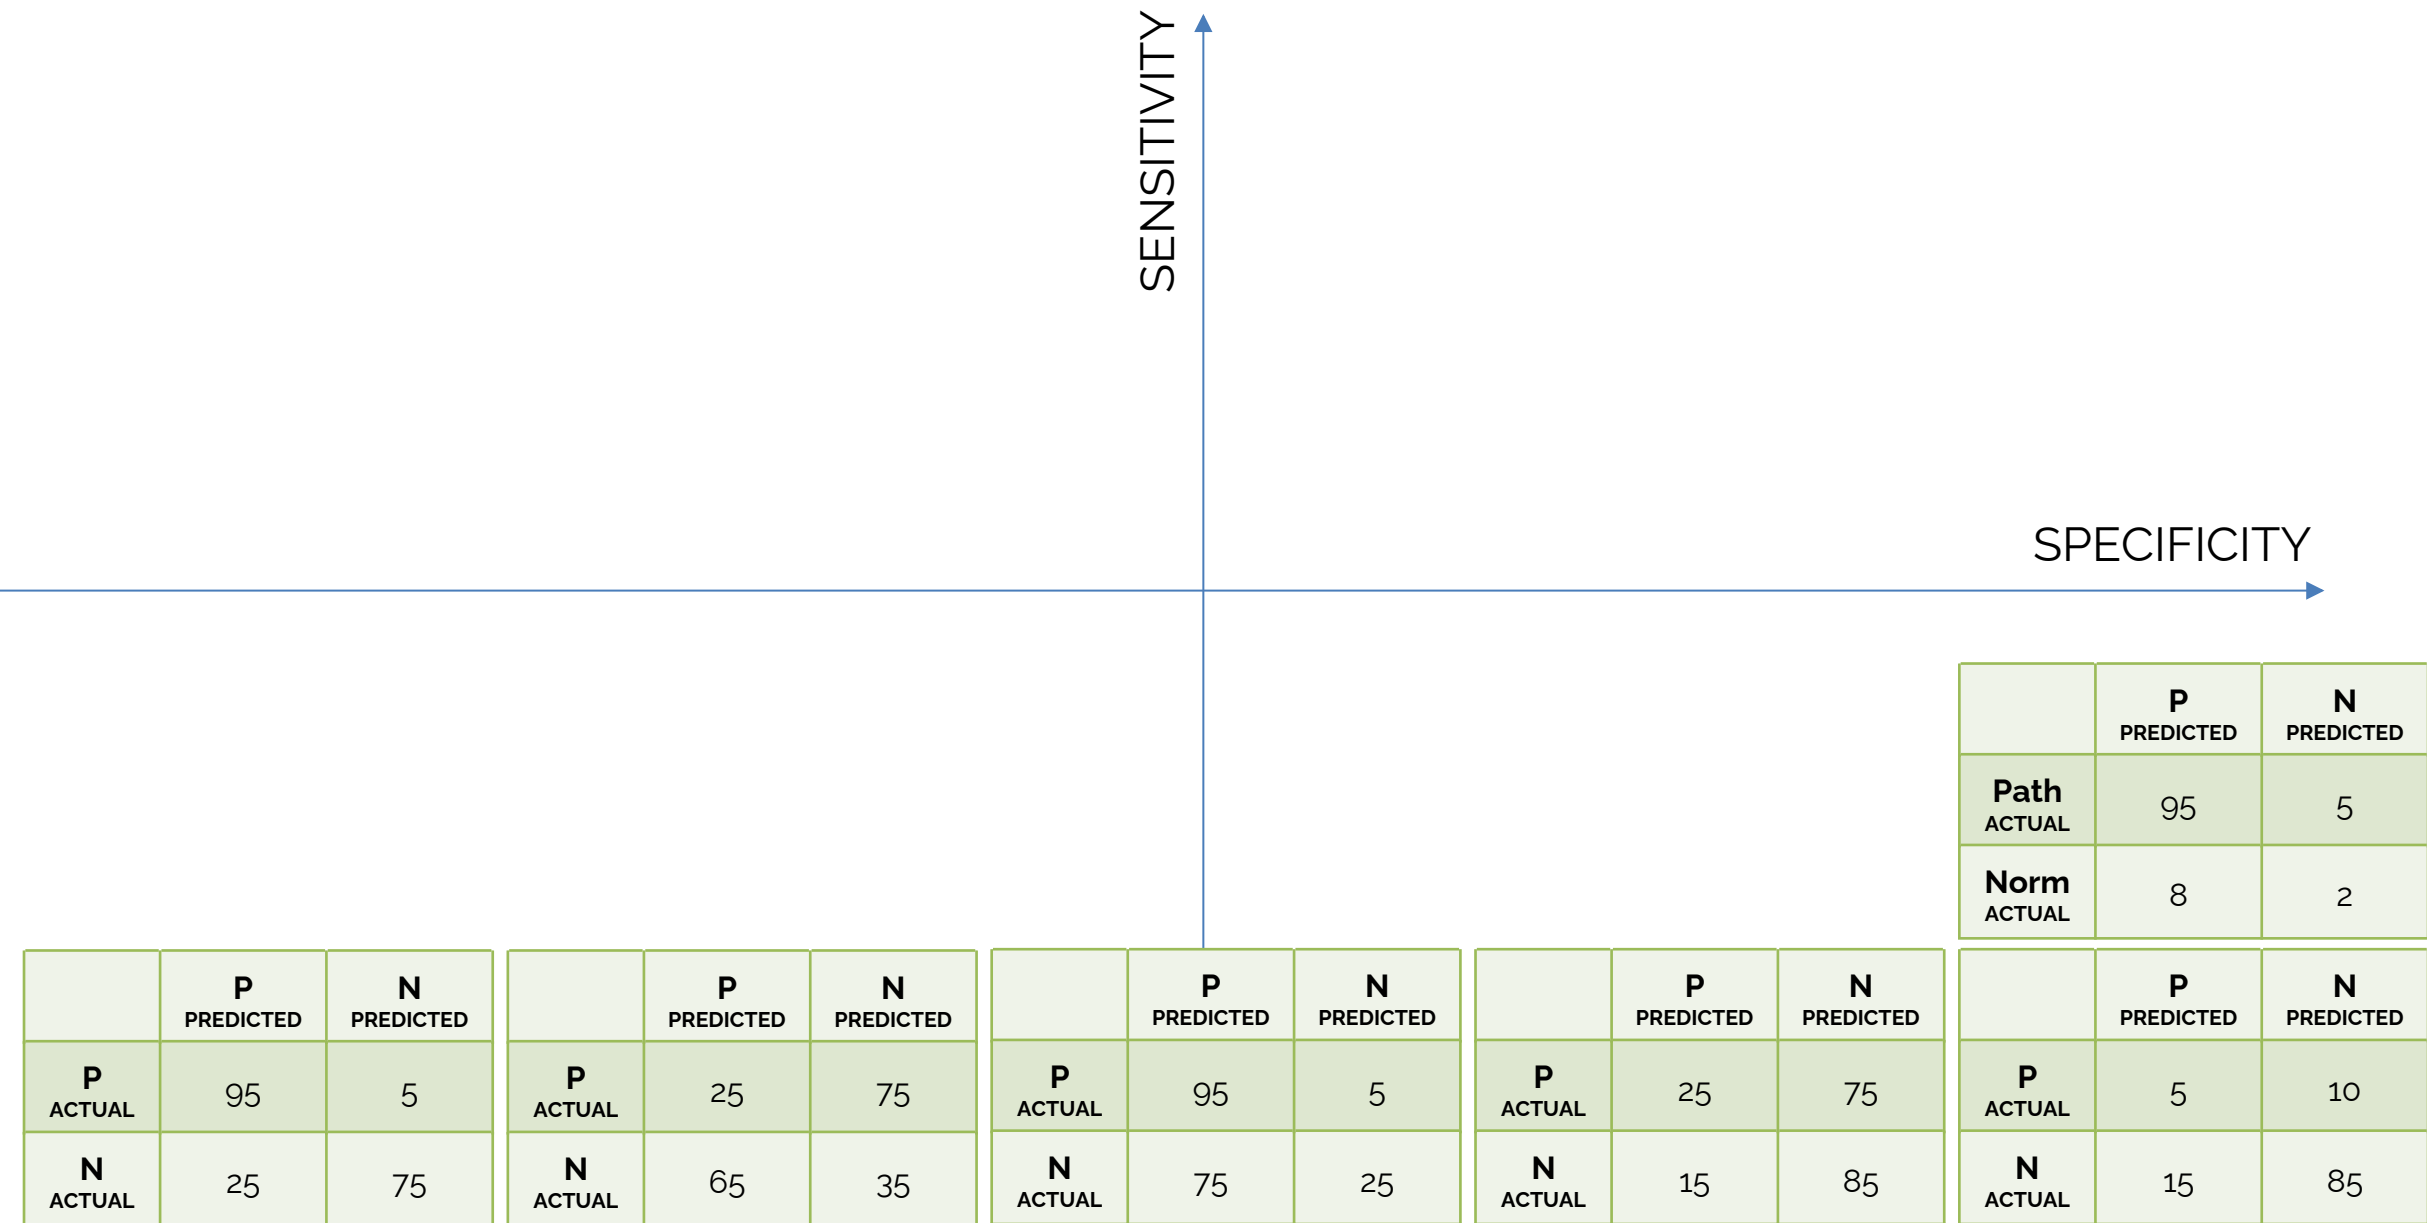 SENSITIVITY
SPECIFICITY
P N
PREDICTED PREDICTED
Path 95 5
ACTUAL
Norm 8 2
ACTUAL
P N
PREDICTED PREDICTED
P 95 5
ACTUAL
N 25 75
ACTUAL
P N
PREDICTED PREDICTED
P 25 75
ACTUAL
N 65 35
ACTUAL
P N
PREDICTED PREDICTED
P 95 5
ACTUAL
N 75 25
ACTUAL
P N
PREDICTED PREDICTED
P 25 75
ACTUAL
N 15 85
ACTUAL
P N
PREDICTED PREDICTED
P 5 10
ACTUAL
N 15 85
ACTUAL